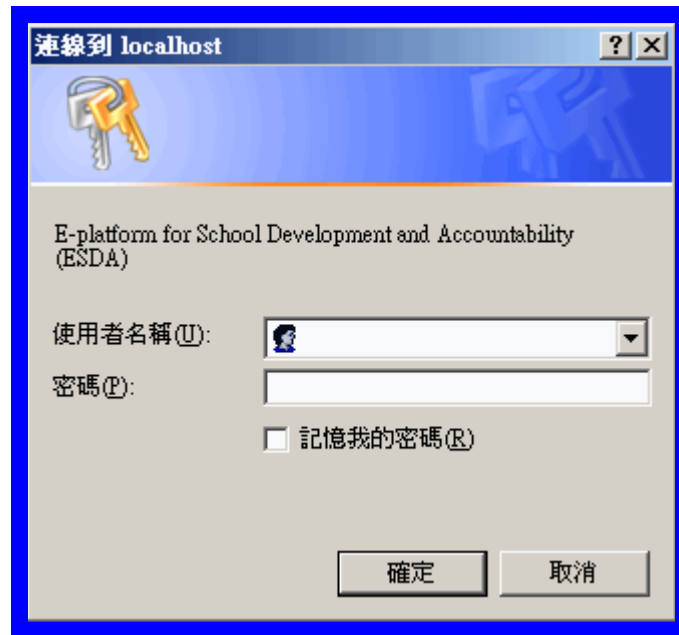 連線到 localhost
E-platform for School Development and Accountability
(ESDA)
使用者名稱(U):
密碼(P):
記憶我的密碼(R)
確定 取消